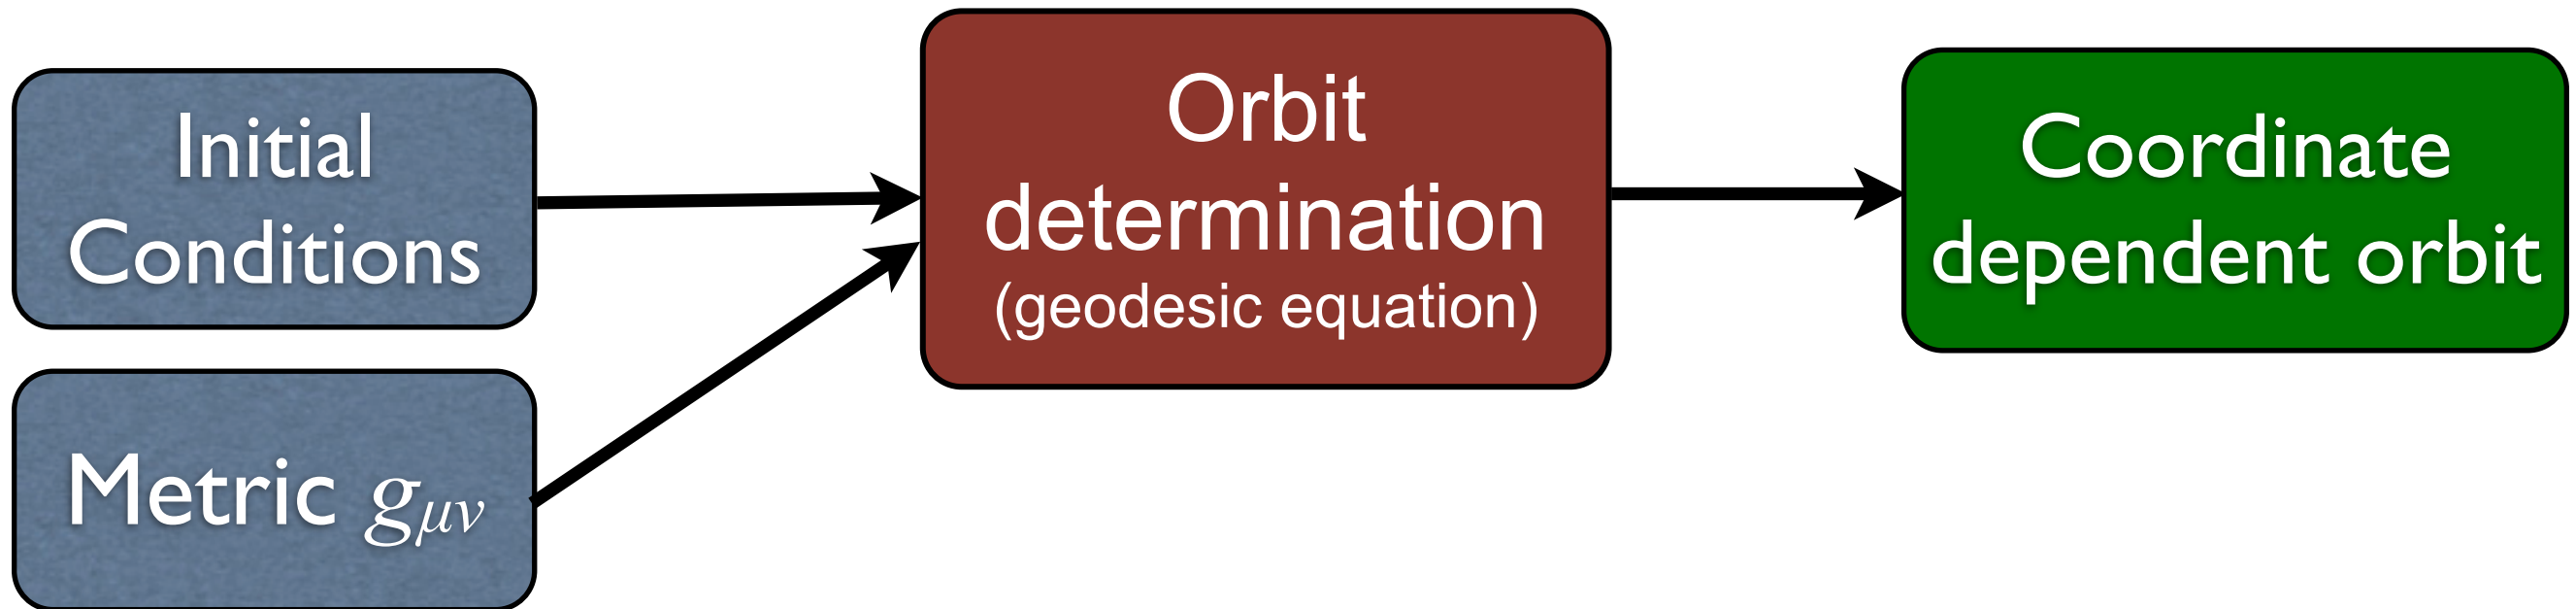 Initial
Conditions
Metric gμν
Orbit
determination
(geodesic equation)
Coordinate
dependent orbit